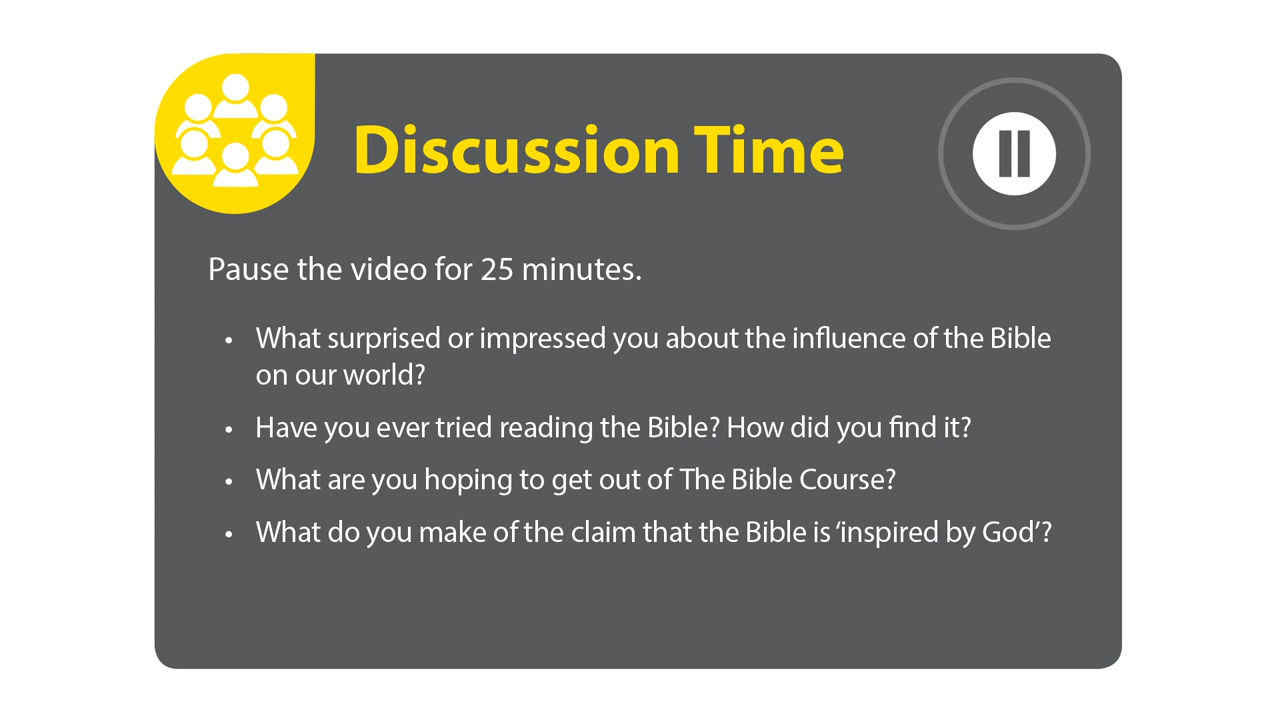 Discussion Time
Pause the video for 25 minutes.
• What surprised or impressed you about the influence of the Bible
on our world?
• Have you ever tried reading the Bible? How did you find it?
• What are you hoping to get out of The Bible Course?
• What do you make of the claim that the Bible is ‘inspired by God’?